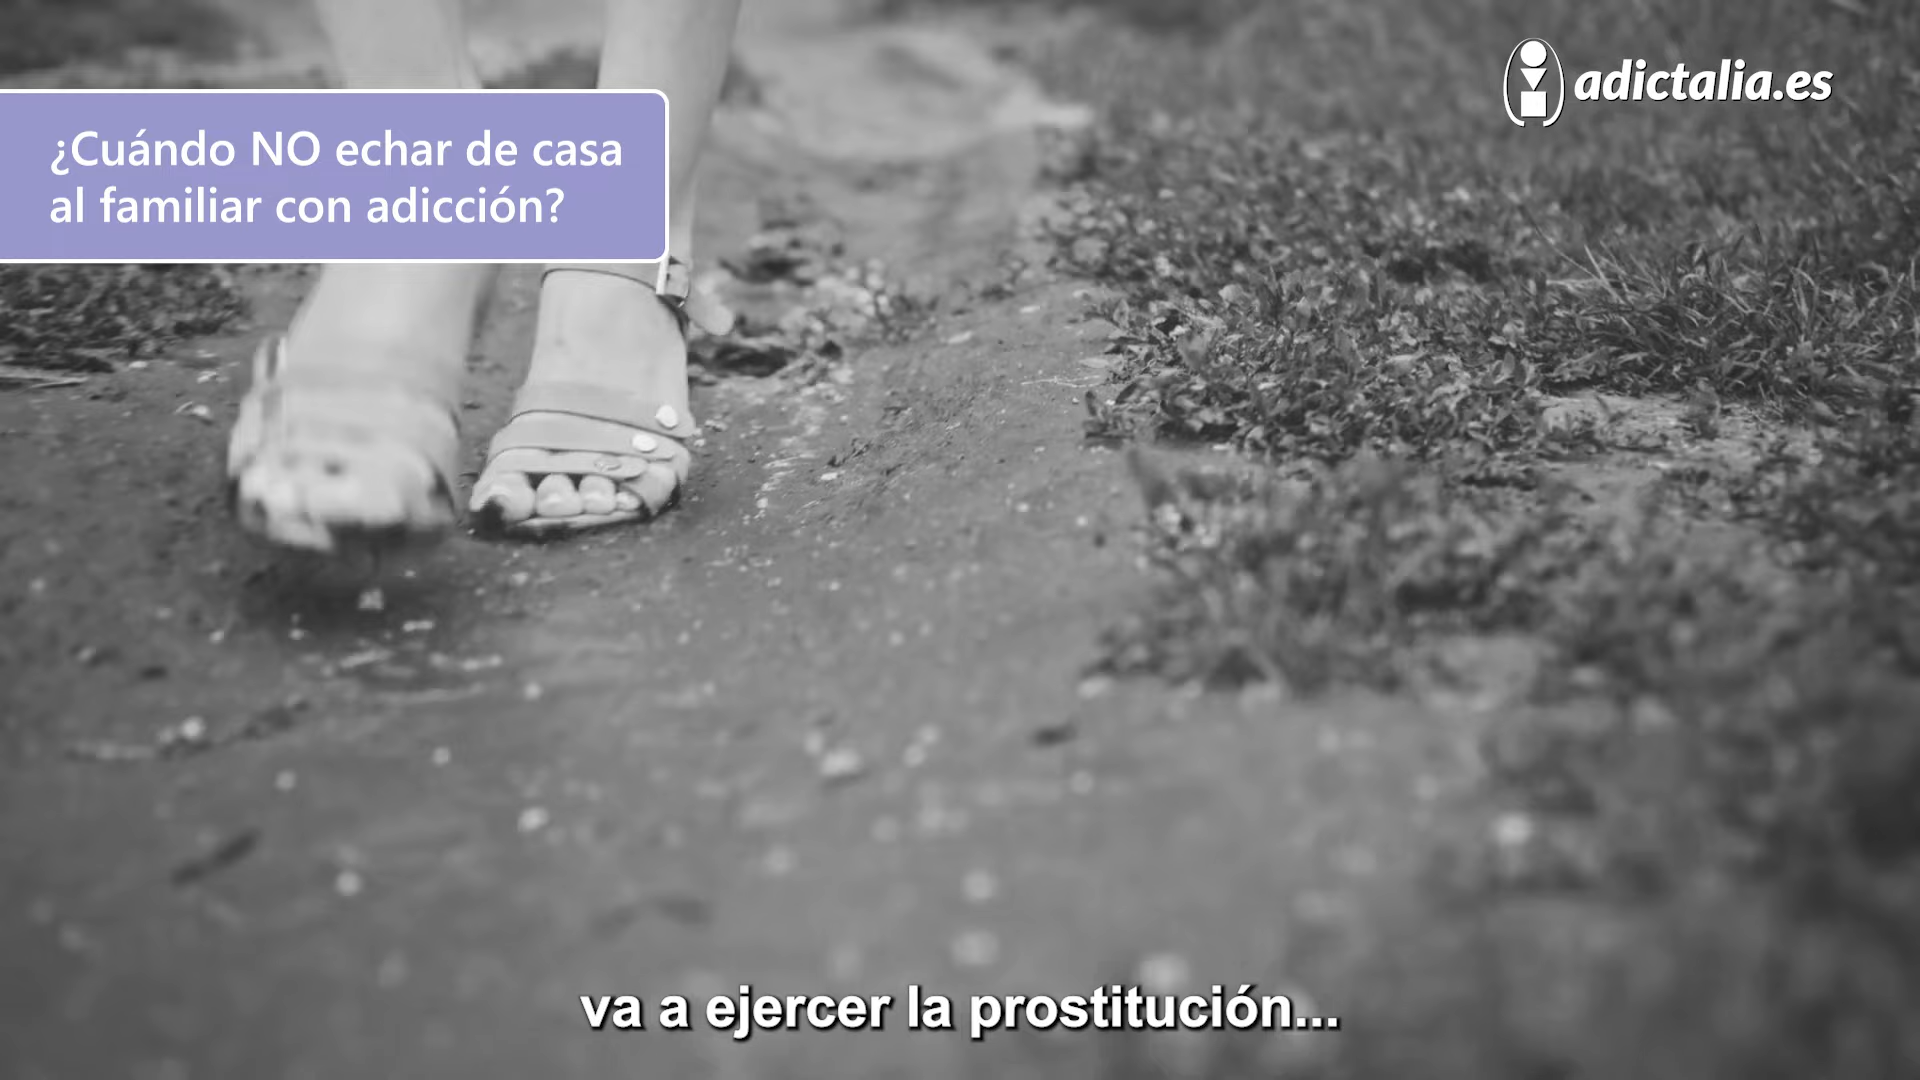 adictalia.es
¿Cuándo NO echar de casa
al familiar con adicción?
va a ejercer la prostitución...